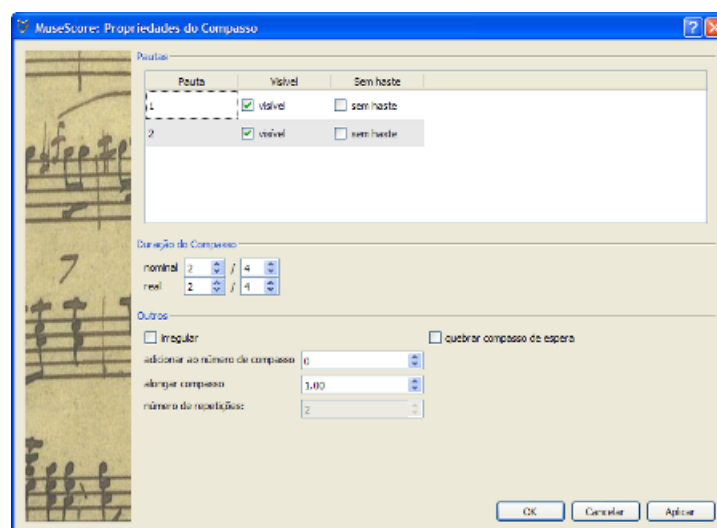 MuseScore: Propriedades do Compasso
Pautas
Pauta Visível Sem haste
1 visível sem haste
2 visível sem haste
Duração do Compasso
nominal 2 / 4
real 2 / 4
Outros
irregular quebrar compasso de espera
adicionar ao número de compasso 0
alongar compasso 1,00
número de repetições: 2
OK Cancelar Aplicar